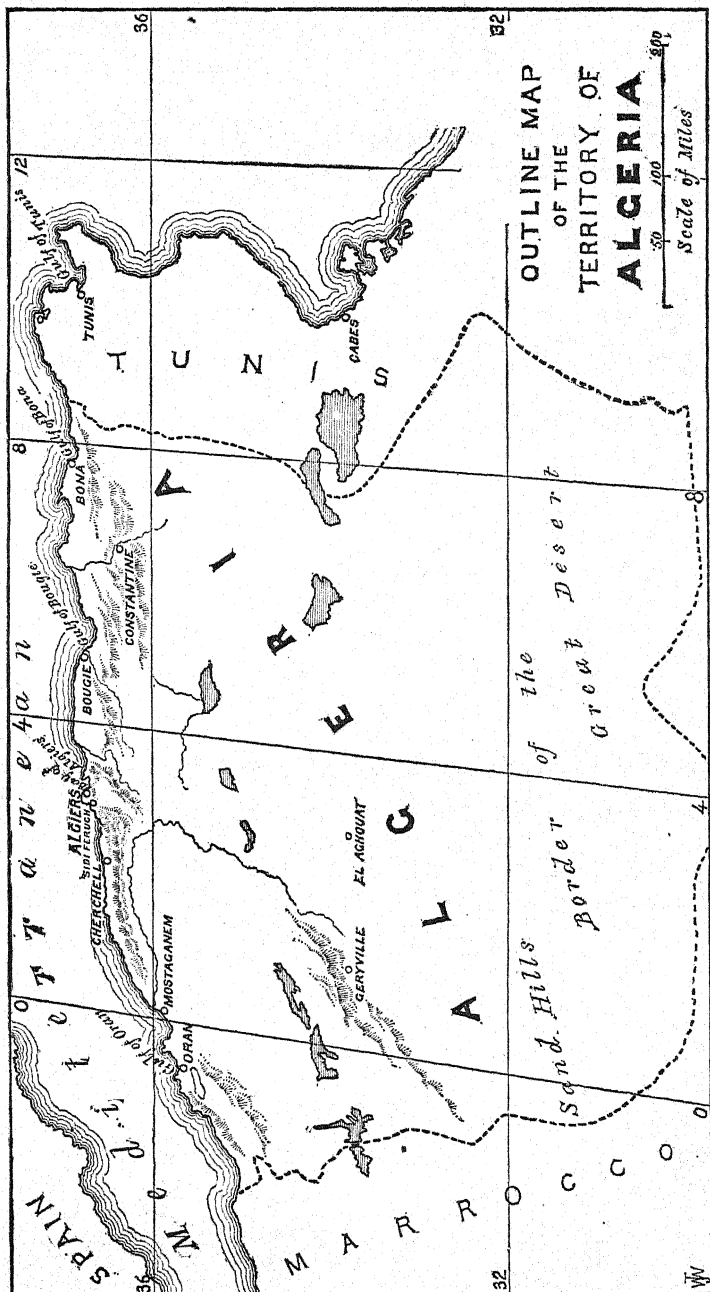 OUTLINE MAP
OF THE
TERRITORY OF
ALGERIA
50 100 200
Scale of Miles
0 4 8 12
36 36
32 32
0 4 8
SPAIN
Mediterranean
MARROCCO
ALGERIA
TUNIS
Gulf of Oran
Gulf of Bougie
Gulf of Bona
Gulf of Tunis
ORAN
MOSTAGANEM
CHERCHELL
SIDI FERUCH
ALGIERS
BOUGIE
CONSTANTINE
BONA
TUNIS
CABES
GERYVILLE
EL AGHOUAT
Sand Hills of the
Border Great Desert